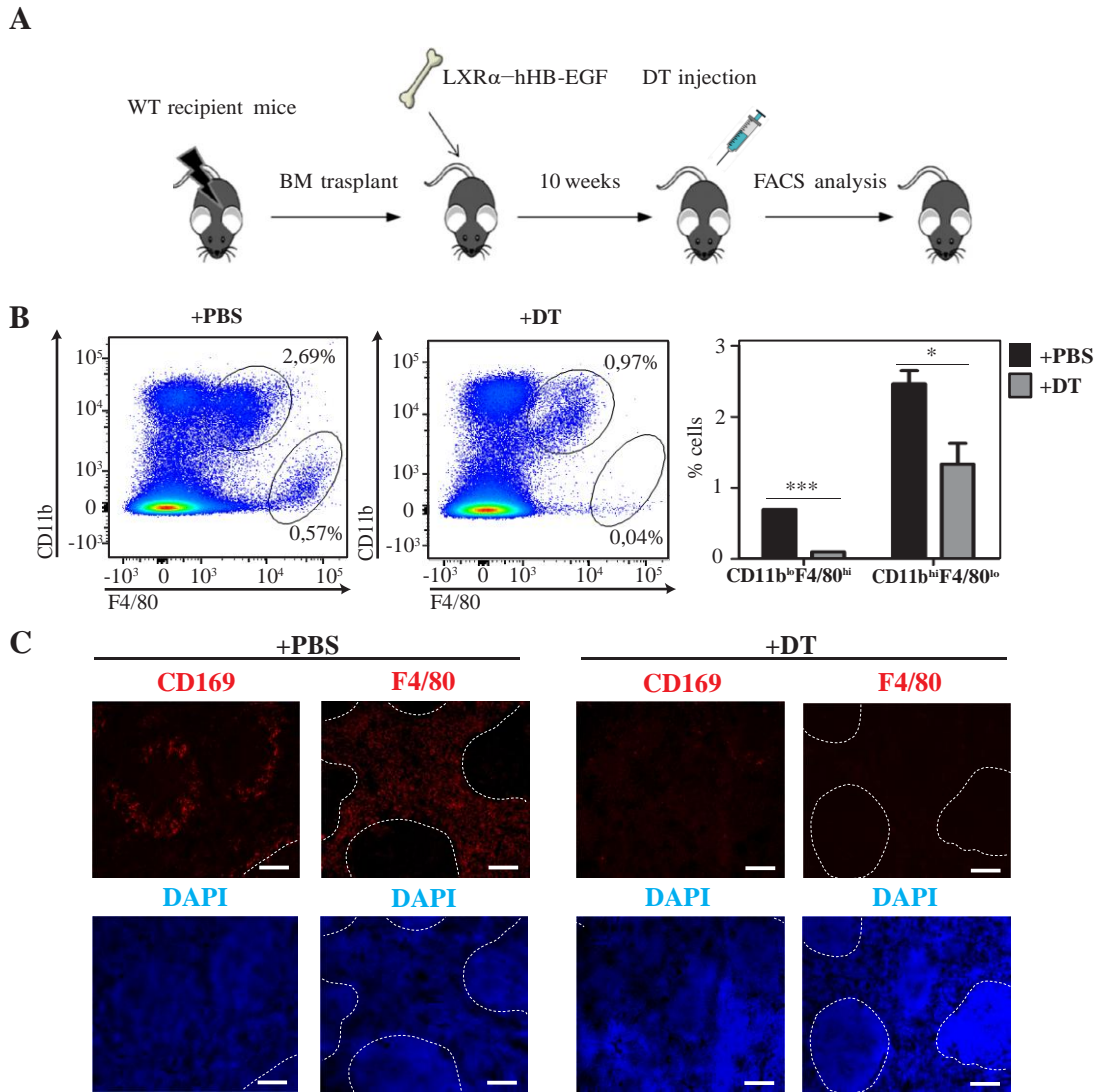 A
LXRα−hHB-EGF
DT injection
WT recipient mice
BM trasplant
10 weeks
FACS analysis
B
+PBS
+DT
2,69%
0,57%
10⁵
10⁴
10³
0
-10³
CD11b
-10³ 0 10³ 10⁴ 10⁵
F4/80
0,97%
0,04%
10⁵
10⁴
10³
0
-10³
CD11b
-10³ 0 10³ 10⁴ 10⁵
F4/80
3
2
1
0
% cells
***
*
CD11bˡᵒF4/80ʰⁱ
CD11bʰⁱF4/80ˡᵒ
+PBS
+DT
C
+PBS
+DT
CD169
F4/80
CD169
F4/80
DAPI
DAPI
DAPI
DAPI